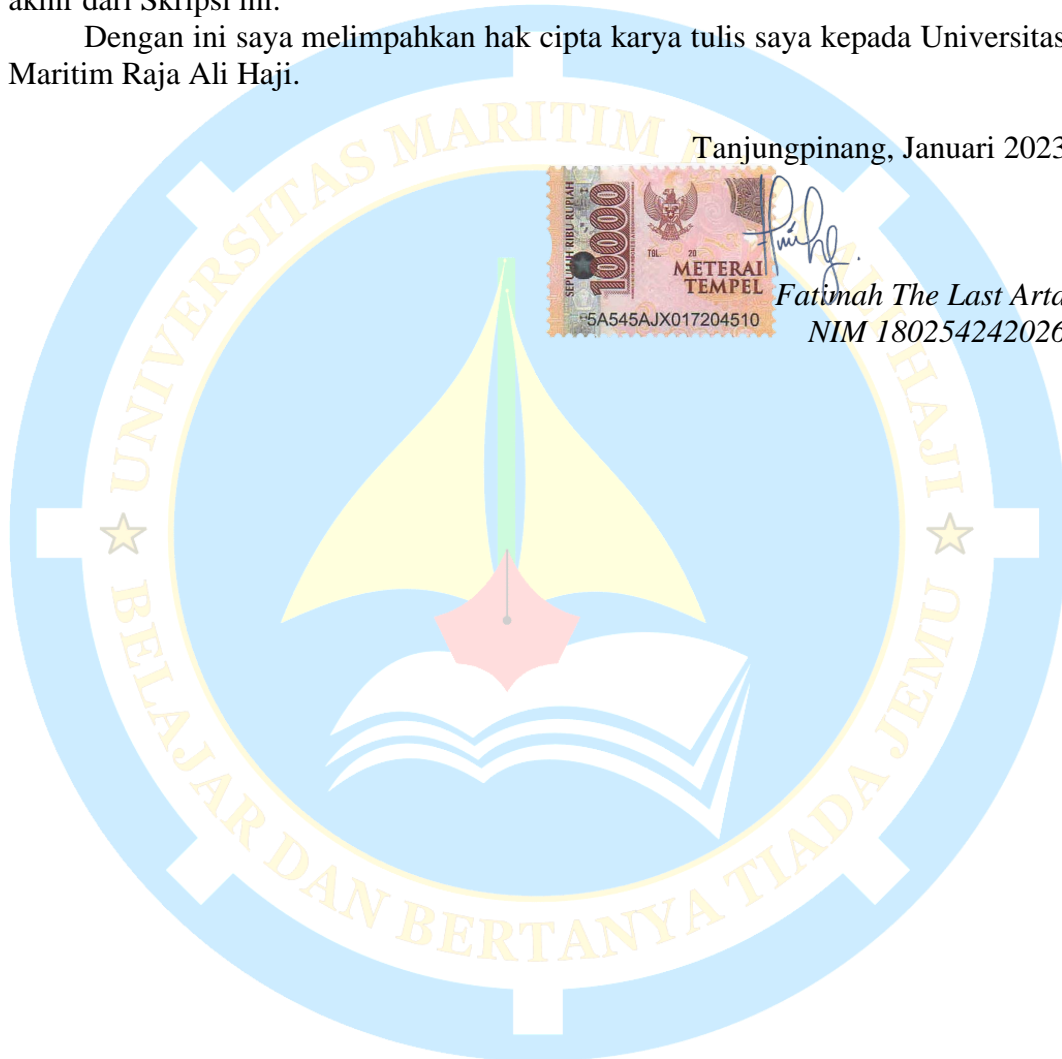 akhir dari Skripsi ini.
Dengan ini saya melimpahkan hak cipta karya tulis saya kepada Universitas
Maritim Raja Ali Haji.
Tanjungpinang, Januari 2023
SEPULUH RIBU RUPIAH
10000
TGL. 20
METERAI
TEMPEL
5A545AJX017204510
Fatimah The Last Arta
NIM 180254242026
UNIVERSITAS MARITIM R ALI HAJI
BELAJAR DAN BERTANYA TIADA JEMU